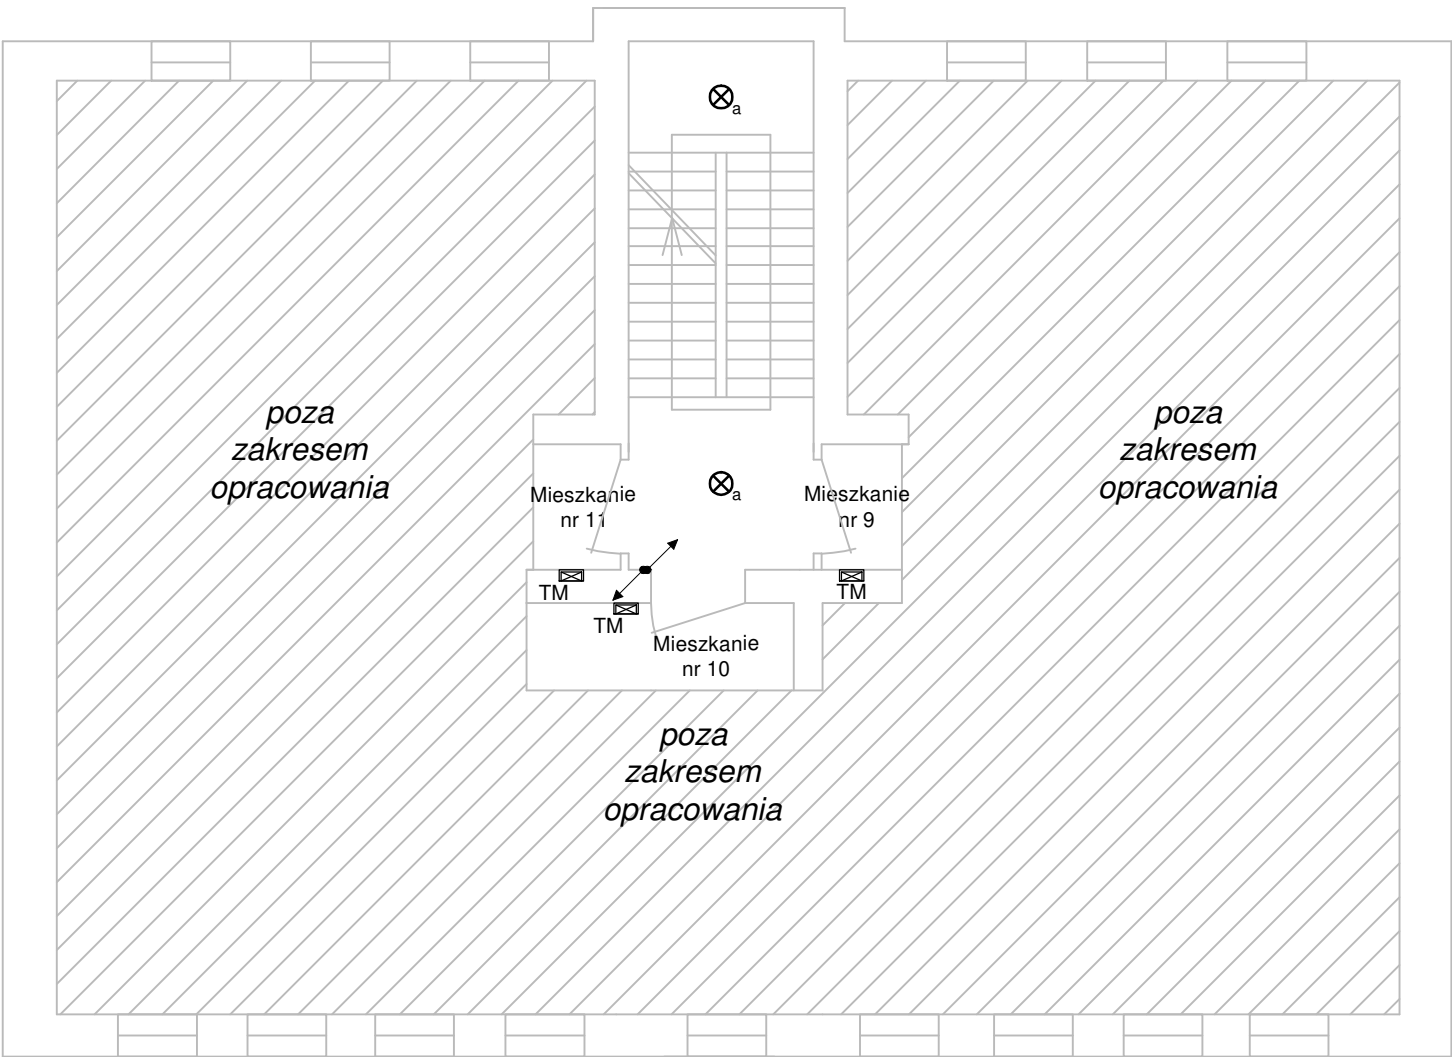 a
poza
zakresem
opracowania
poza
zakresem
opracowania
a
Mieszkanie
nr 11
Mieszkanie
nr 9
TM
TM
TM
Mieszkanie
nr 10
poza
zakresem
opracowania